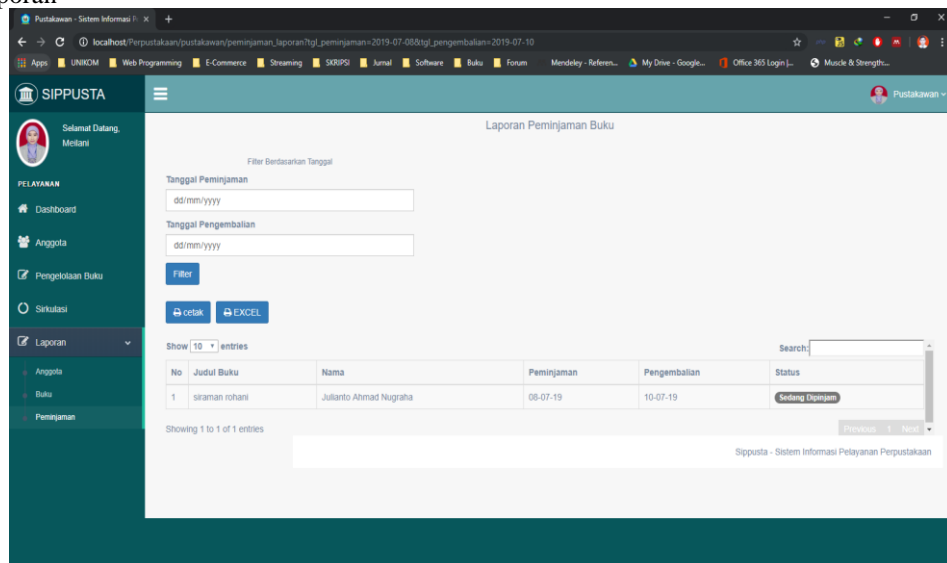 poran
Pustakawan - Sistem Informasi P
localhost/Perpustakaan/pustakawan/peminjaman_laporan?tgl_peminjaman=2019-07-08&tgl_pengembalian=2019-07-10
Apps UNIKOM Web Programming E-Commerce Streaming SKRIPSI Jurnal Software Buku Forum Mendeley - Referen... My Drive - Google... Office 365 Login |... Muscle & Strength:...
SIPPUSTA
Pustakawan
Selamat Datang,
Meilani
Laporan Peminjaman Buku
Filter Berdasarkan Tanggal
PELAYANAN
Tanggal Peminjaman
dd/mm/yyyy
Dashboard
Tanggal Pengembalian
Anggota
dd/mm/yyyy
Pengelolaan Buku
Filter
Sirkulasi
cetak EXCEL
Laporan
Show 10 entries Search:
Anggota
No Judul Buku Nama Peminjaman Pengembalian Status
Buku
1 siraman rohani Julianto Ahmad Nugraha 08-07-19 10-07-19 Sedang Dipinjam
Peminjaman
Showing 1 to 1 of 1 entries Previous 1 Next
Sippusta - Sistem Informasi Pelayanan Perpustakaan